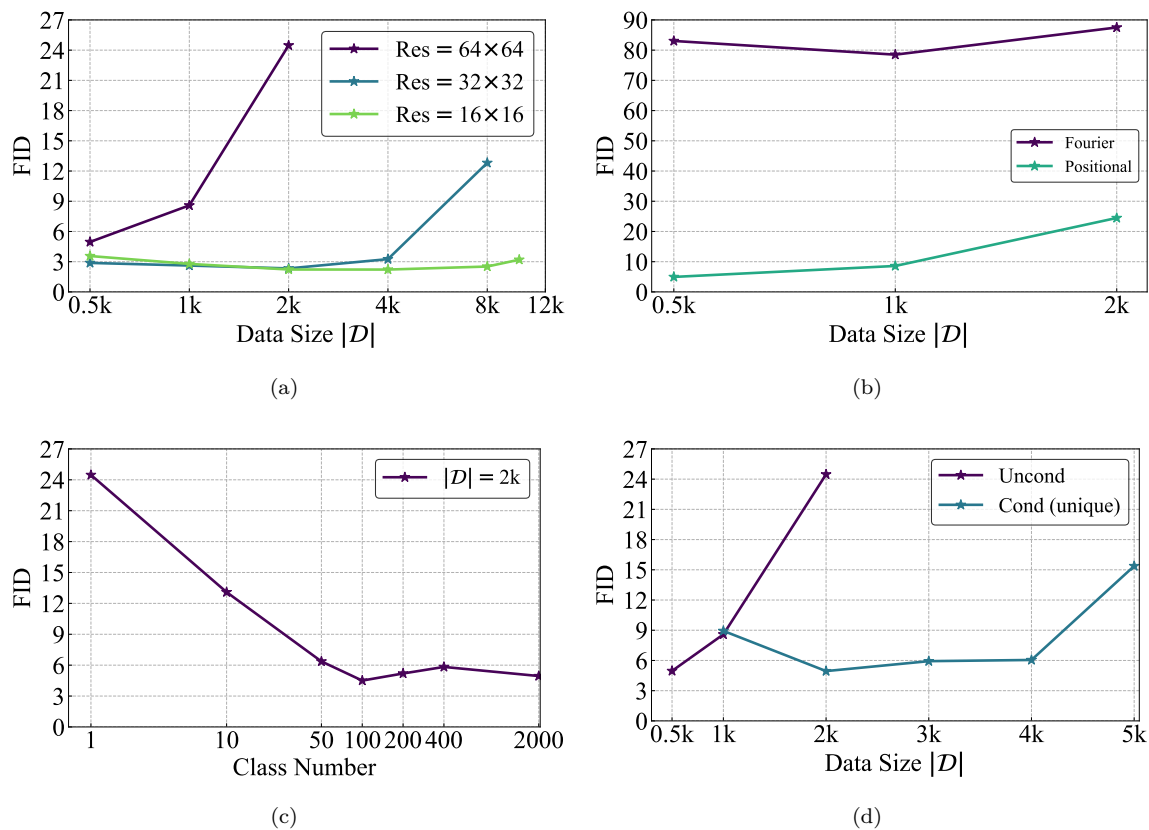 27
24
21
18
15
12
9
6
3
0
FID
Res = 64×64
Res = 32×32
Res = 16×16
0.5k 1k 2k 4k 8k 12k
Data Size |𝒟|
(a)
90
80
70
60
50
40
30
20
10
0
FID
Fourier
Positional
0.5k 1k 2k
Data Size |𝒟|
(b)
27
24
21
18
15
12
9
6
3
0
FID
|𝒟| = 2k
1 10 50 100 200 400 2000
Class Number
(c)
27
24
21
18
15
12
9
6
3
0
FID
Uncond
Cond (unique)
0.5k 1k 2k 3k 4k 5k
Data Size |𝒟|
(d)